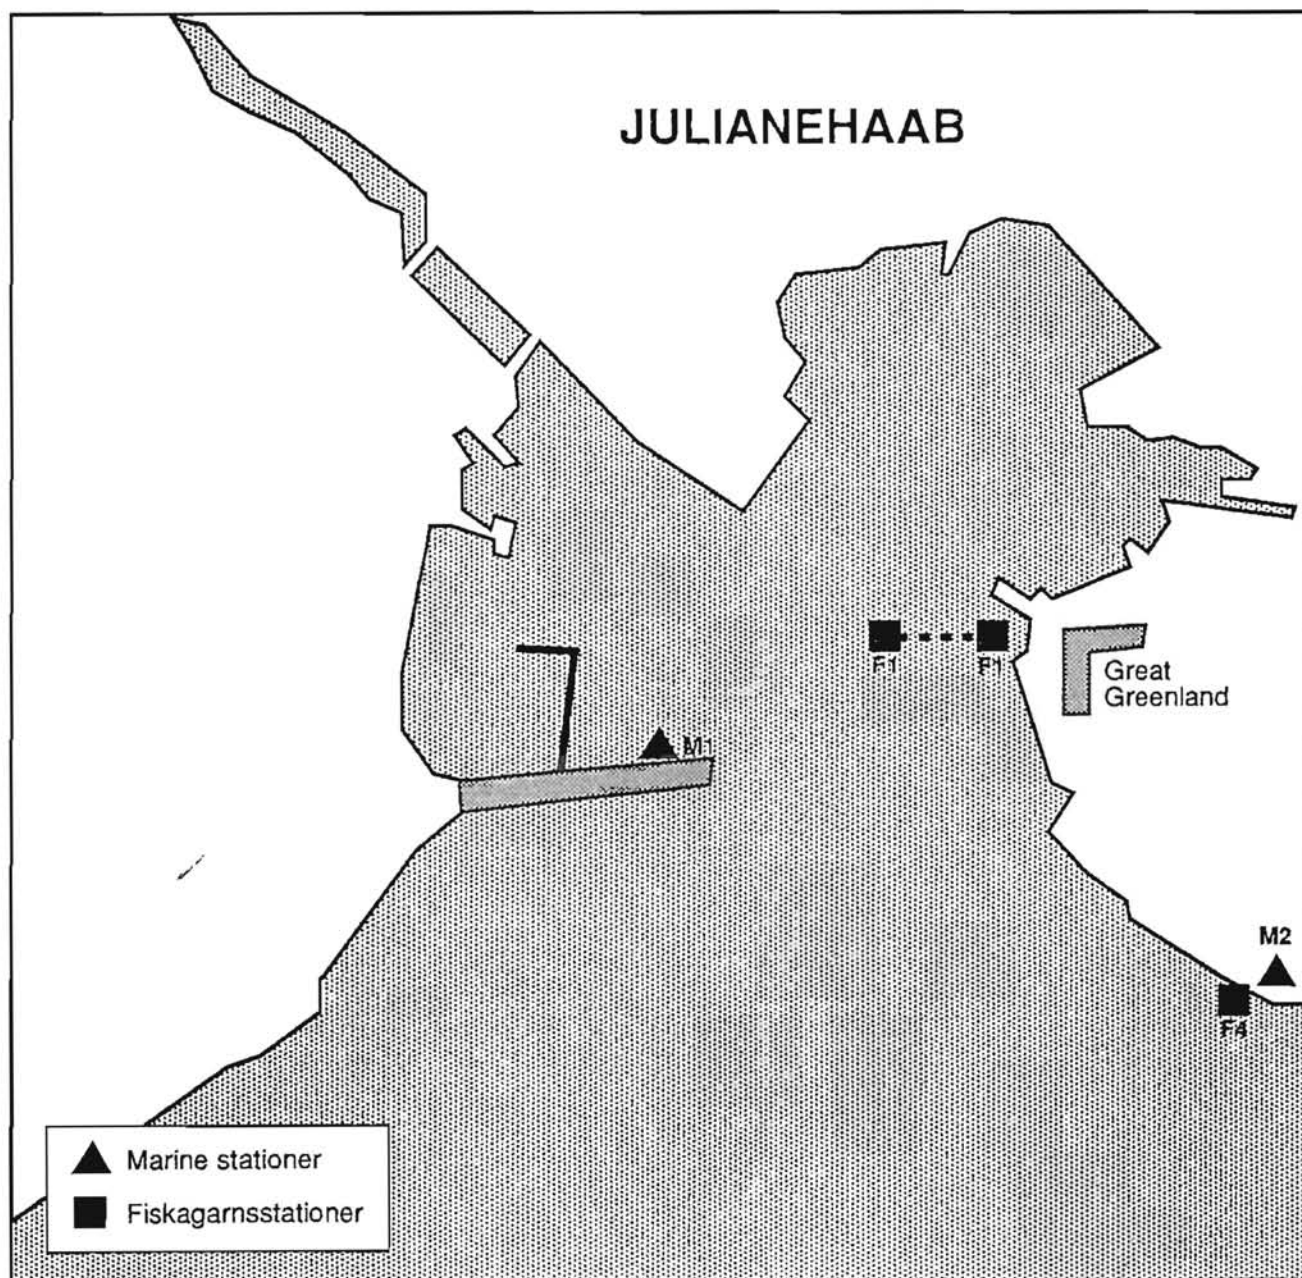 JULIANEHAAB
F1
F1
Great
Greenland
M1
M2
F4
Marine stationer
Fiskagarnsstationer